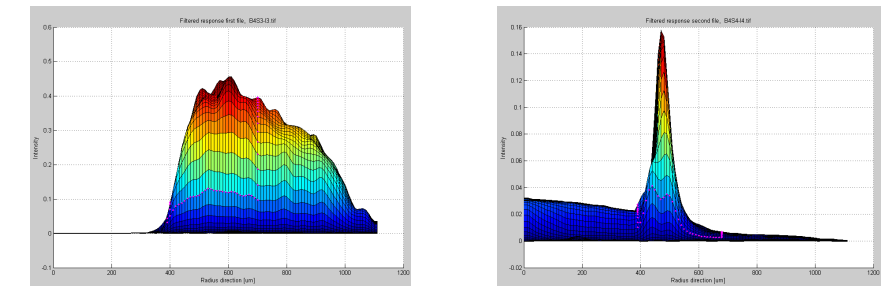 Filtered response first file, B4S3-I3.tif
0.6
0.5
0.4
0.3
0.2
0.1
0
-0.1
Intensity
0 200 400 600 800 1000 1200
Radius direction [um]
Filtered response second file, B4S4-I4.tif
0.16
0.14
0.12
0.1
0.08
0.06
0.04
0.02
0
-0.02
Intensity
0 200 400 600 800 1000 1200
Radius direction [um]